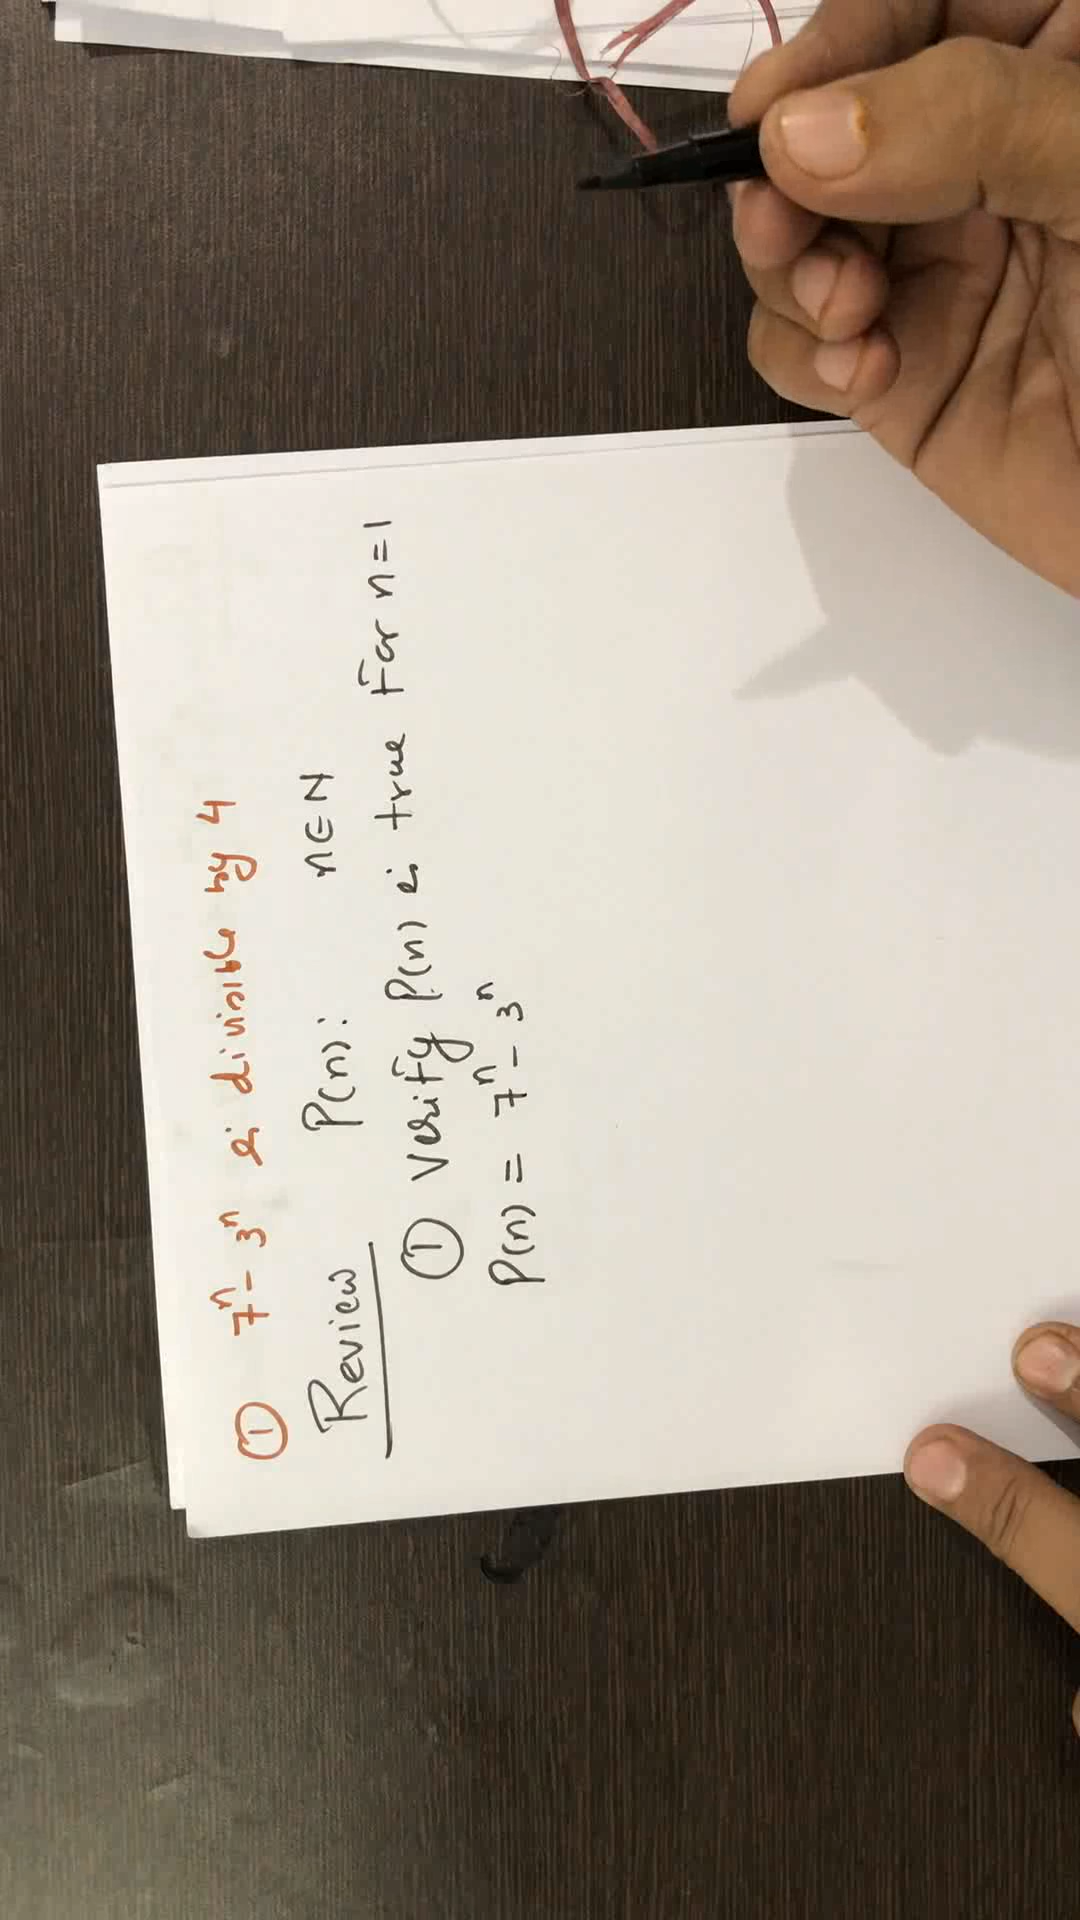 ① 7ⁿ - 3ⁿ is divisible by 4
Review P(n): n∈N
① Verify P(n) is true For n=1
P(n) = 7ⁿ - 3ⁿ